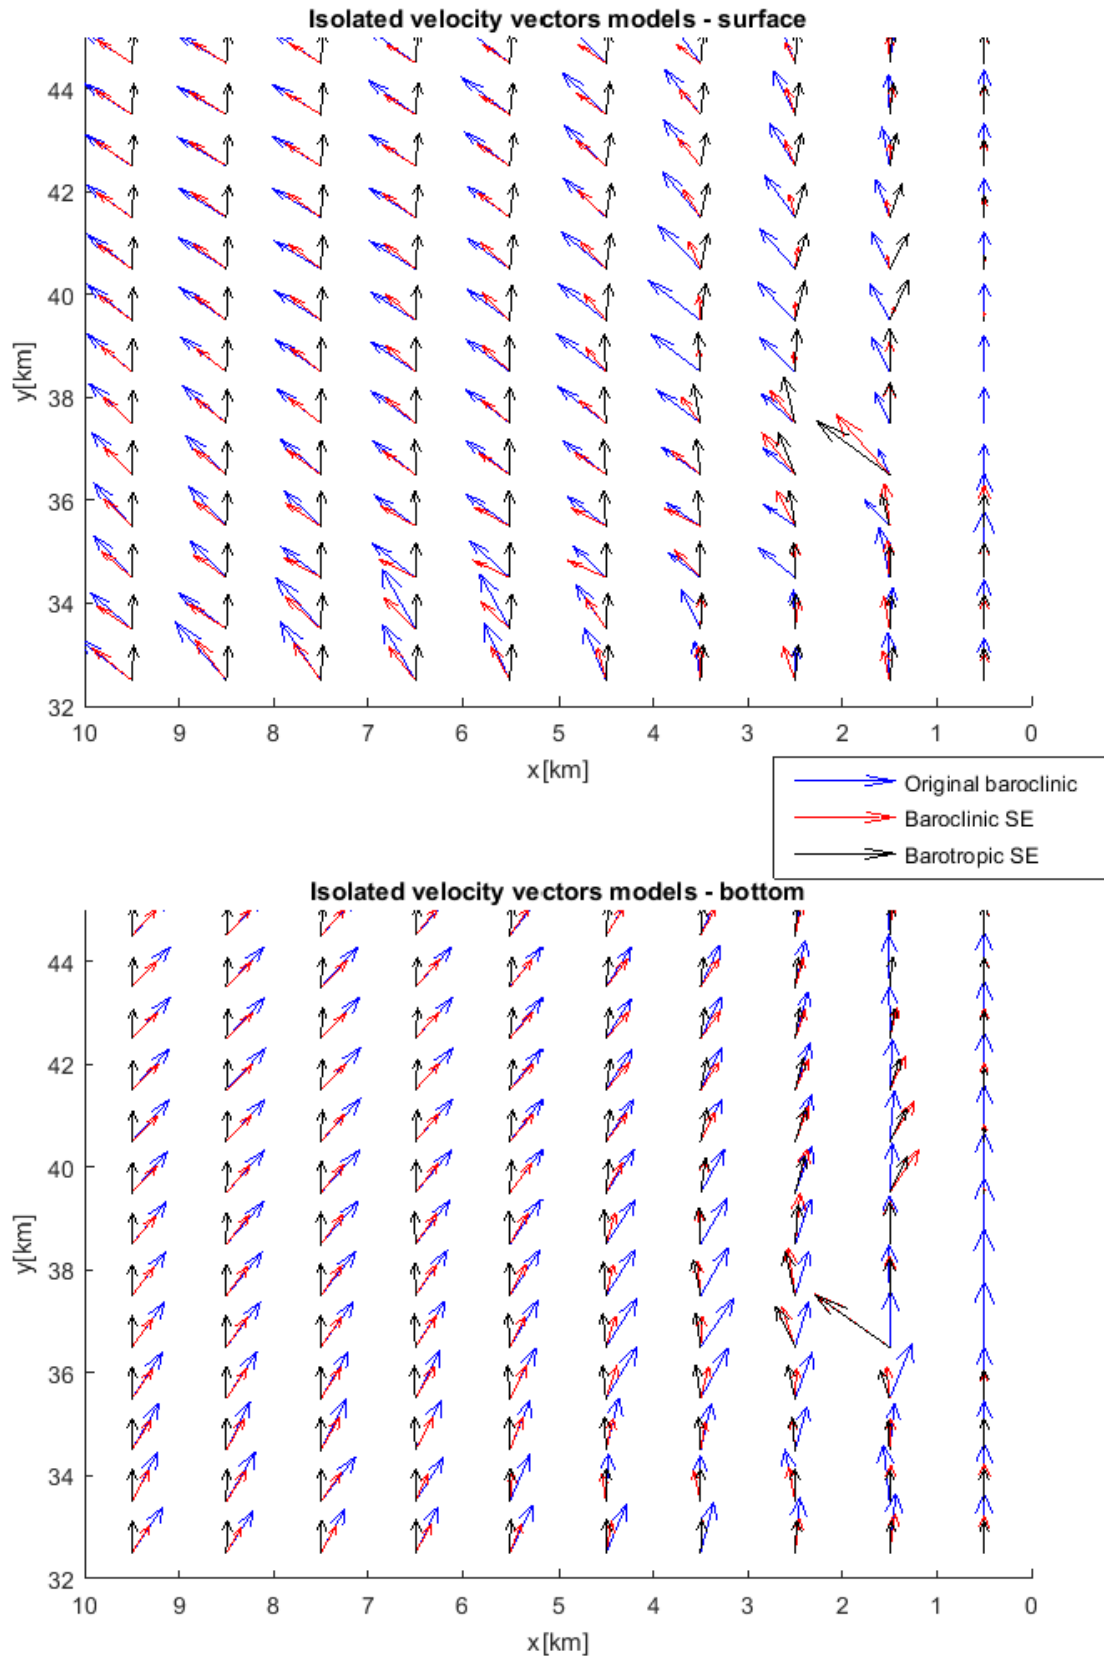 Isolated velocity vectors models - surface
44
42
40
y[km]
38
36
34
32
10 9 8 7 6 5 4 3 2 1 0
x[km]
Original baroclinic
Baroclinic SE
Barotropic SE
Isolated velocity vectors models - bottom
44
42
40
y[km]
38
36
34
32
10 9 8 7 6 5 4 3 2 1 0
x[km]